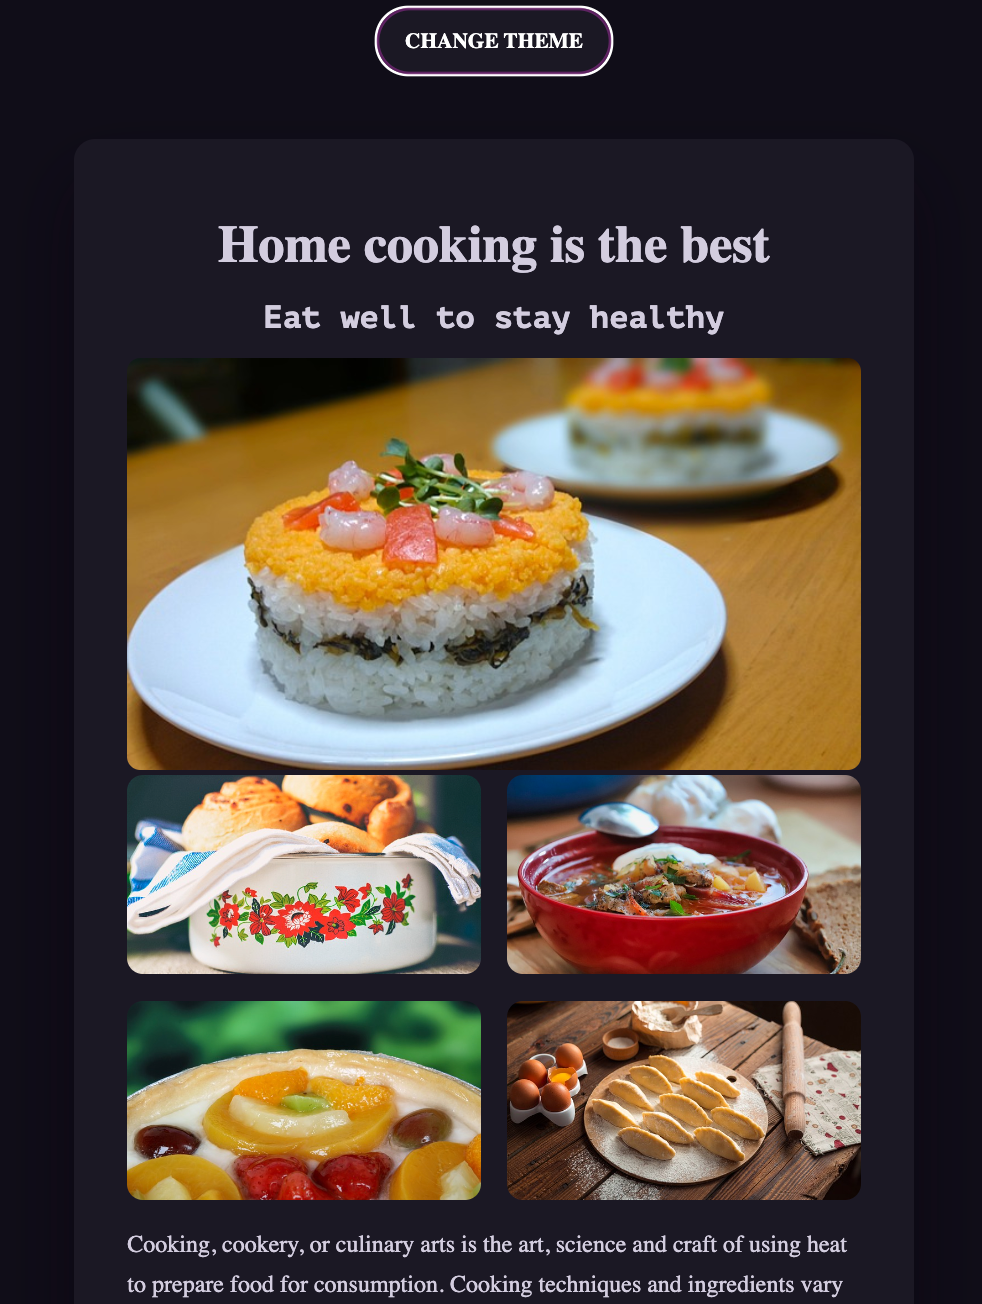 CHANGE THEME
Home cooking is the best
Eat well to stay healthy
Cooking, cookery, or culinary arts is the art, science and craft of using heat
to prepare food for consumption. Cooking techniques and ingredients vary